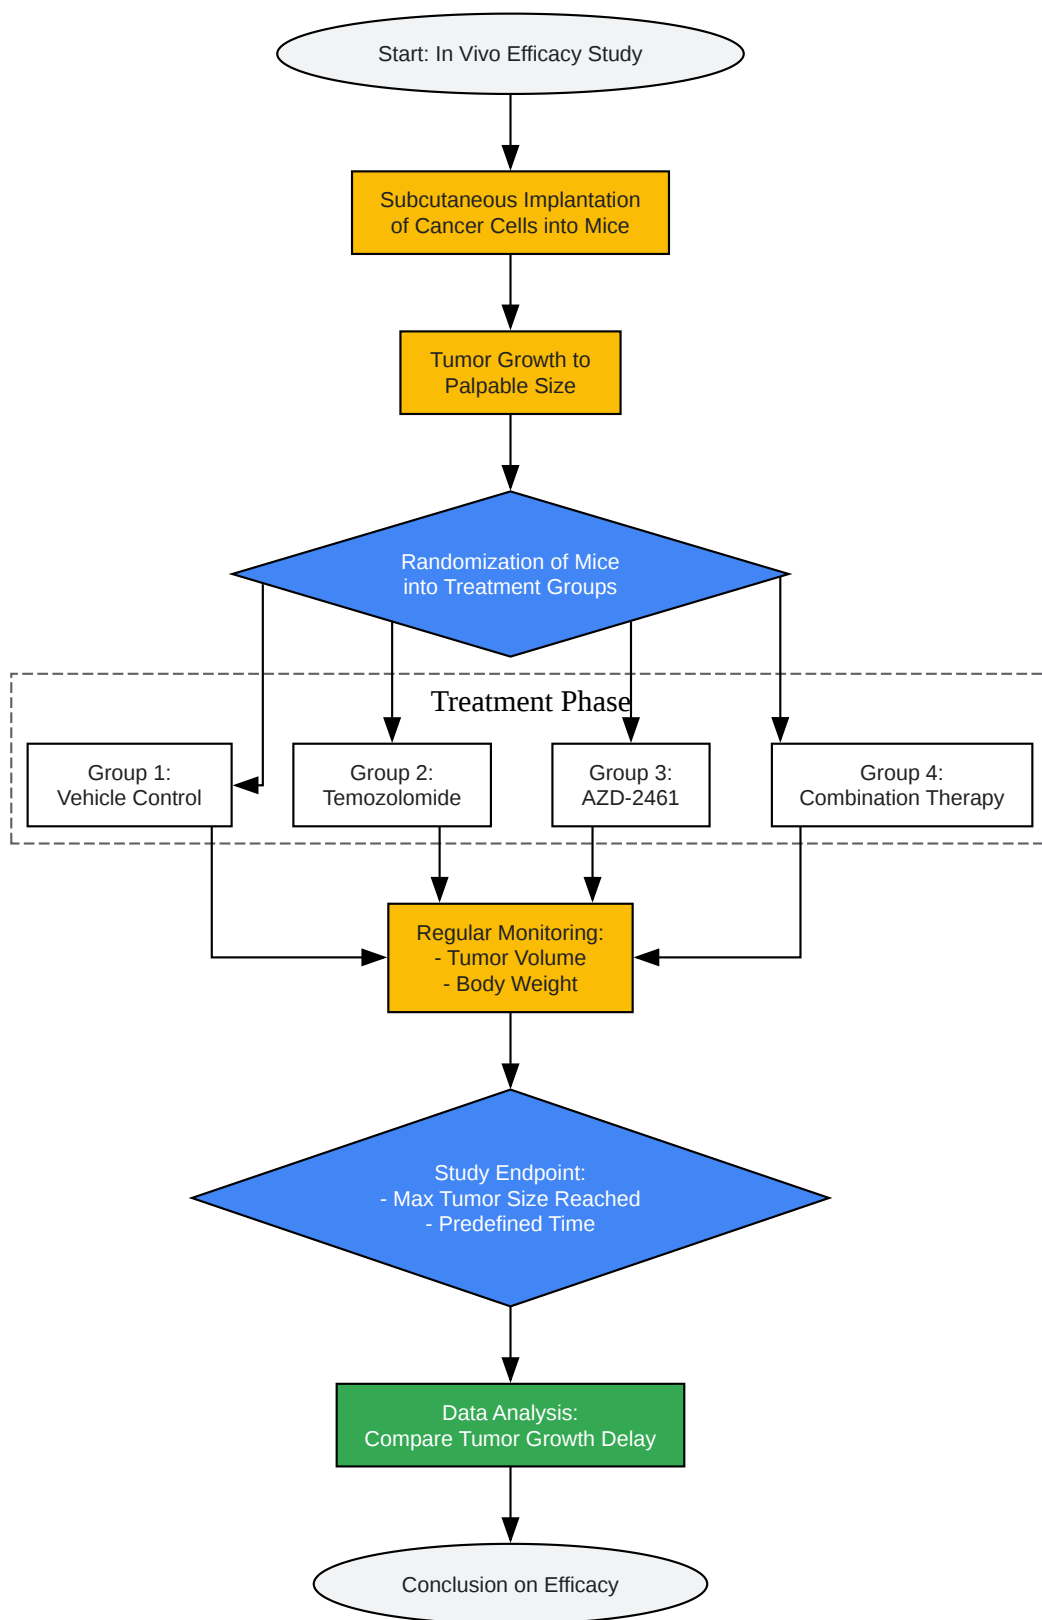 Start: In Vivo Efficacy Study
Subcutaneous Implantation
of Cancer Cells into Mice
Tumor Growth to
Palpable Size
Randomization of Mice
into Treatment Groups
Treatment Phase
Group 1:
Vehicle Control
Group 2:
Temozolomide
Group 3:
AZD-2461
Group 4:
Combination Therapy
Regular Monitoring:
- Tumor Volume
- Body Weight
Study Endpoint:
- Max Tumor Size Reached
- Predefined Time
Data Analysis:
Compare Tumor Growth Delay
Conclusion on Efficacy